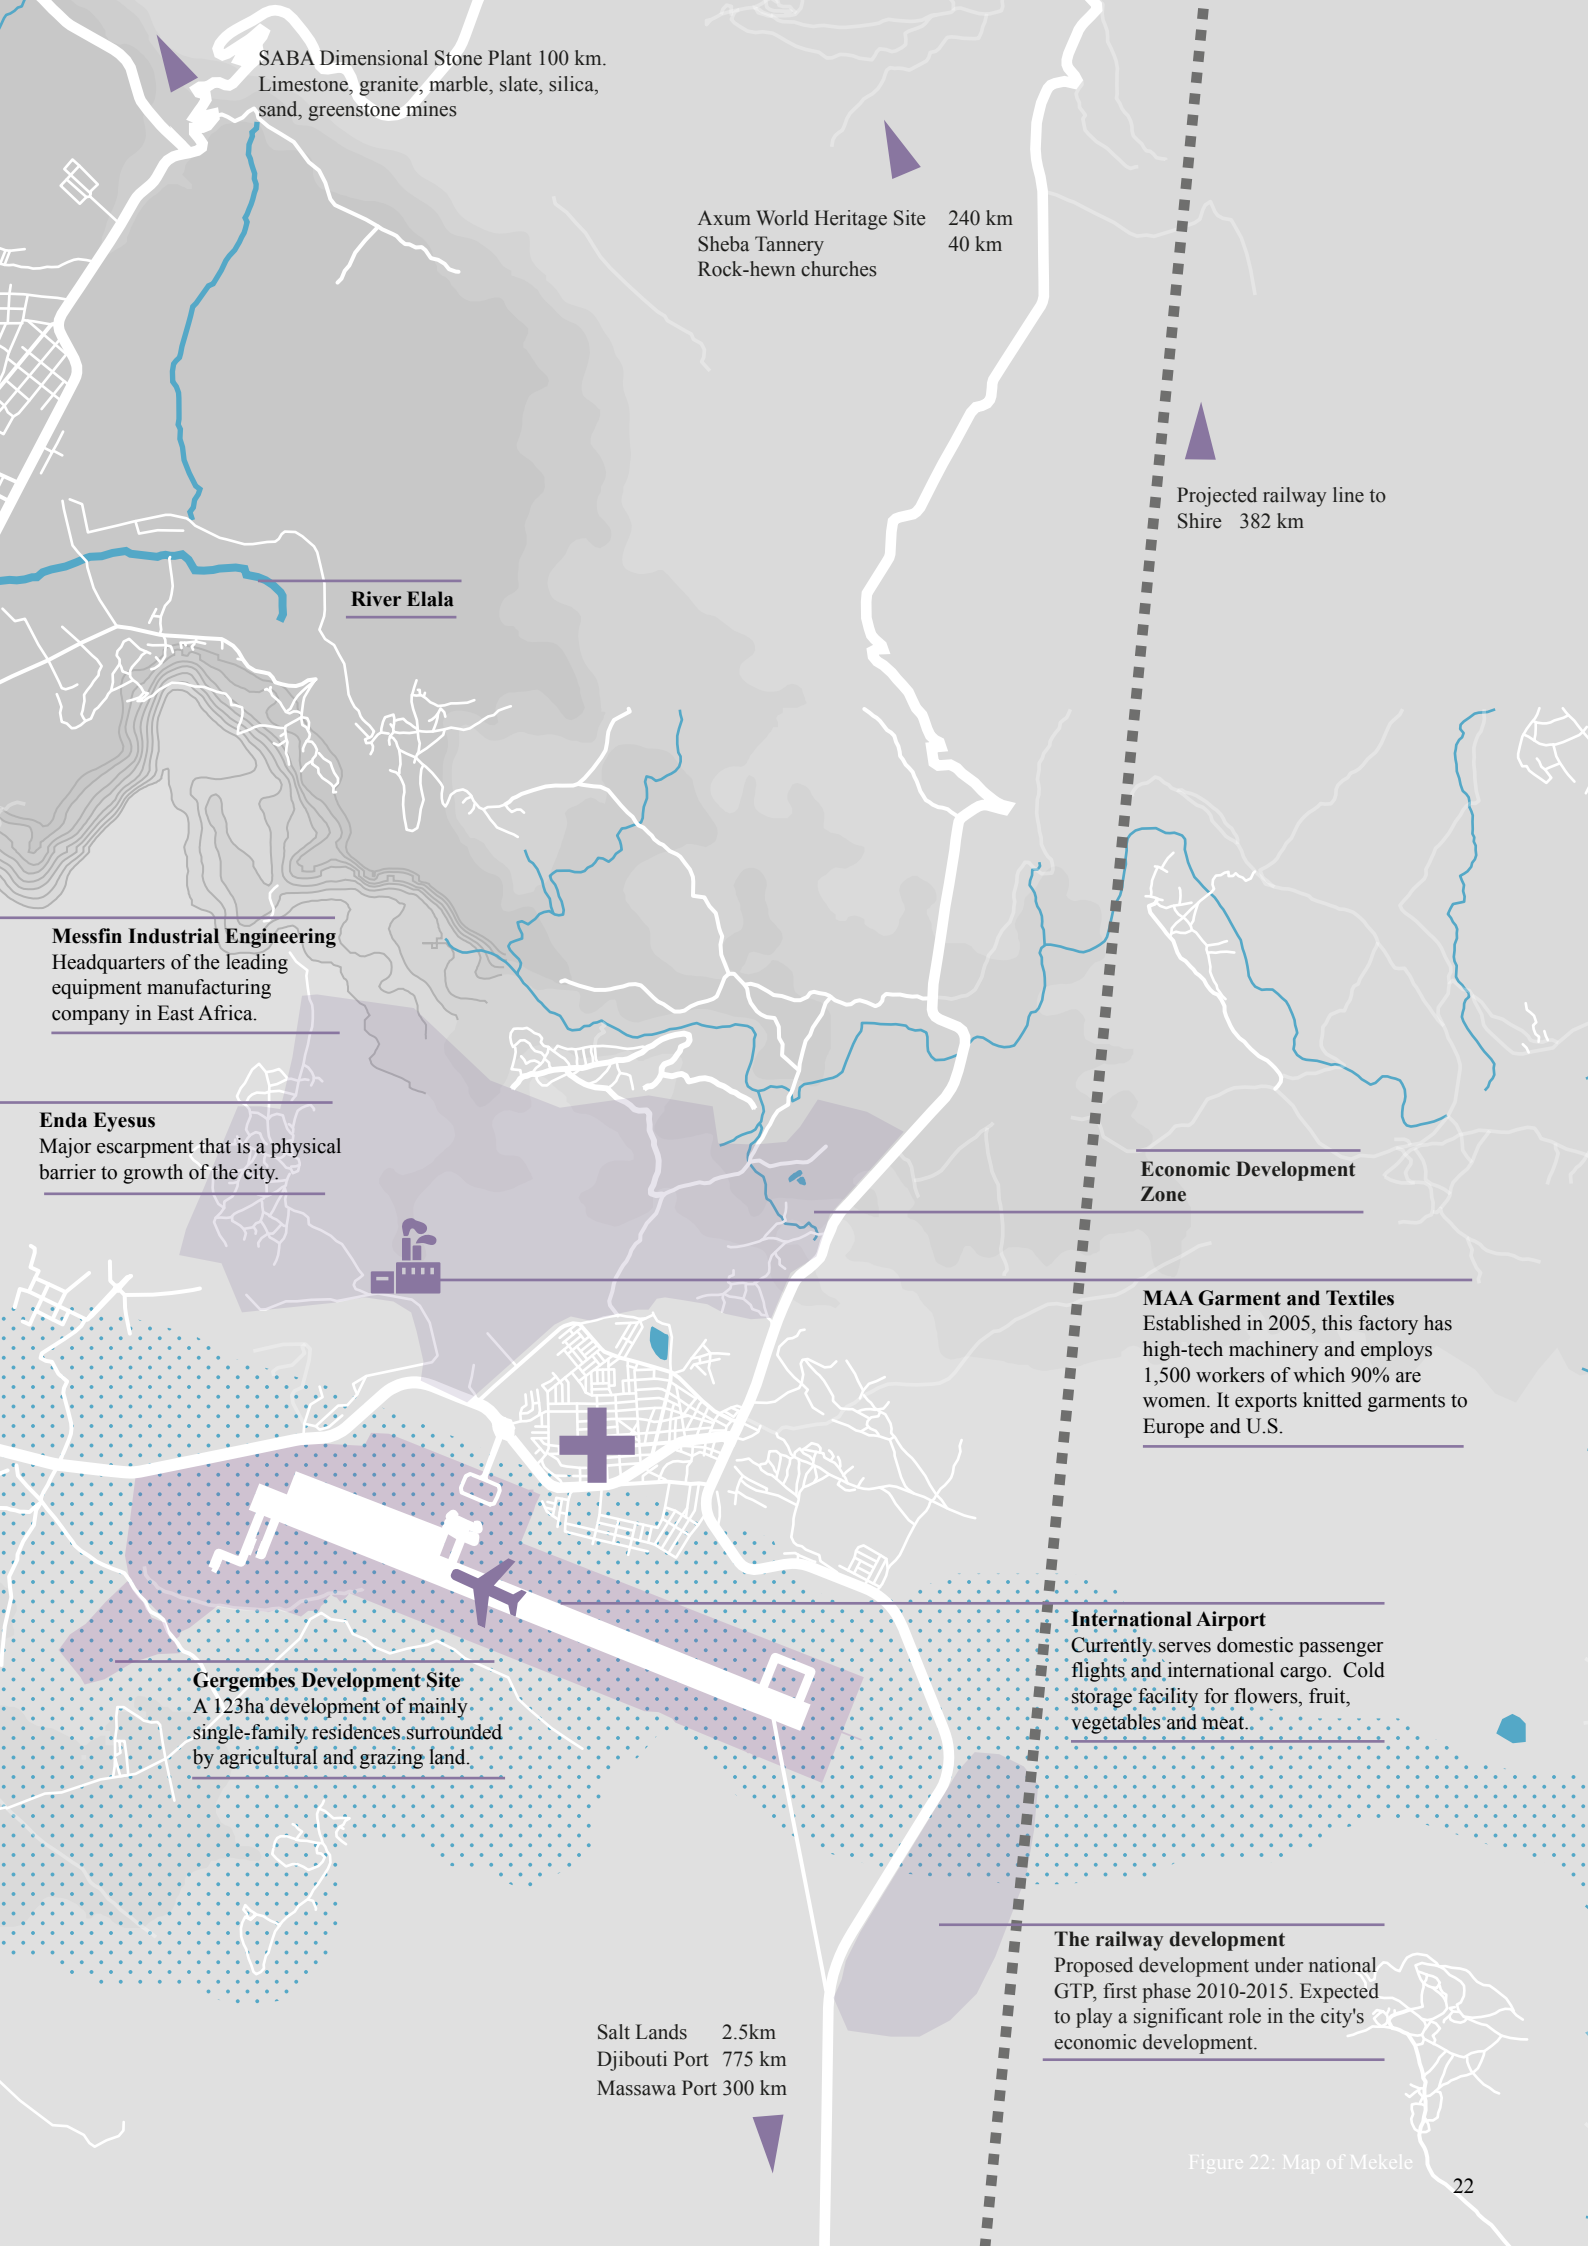 SABA Dimensional Stone Plant 100 km.
Limestone, granite, marble, slate, silica,
sand, greenstone mines
Axum World Heritage Site 240 km
Sheba Tannery 40 km
Rock-hewn churches
Projected railway line to
Shire 382 km
River Elala
Messfin Industrial Engineering
Headquarters of the leading
equipment manufacturing
company in East Africa.
Enda Eyesus
Major escarpment that is a physical
barrier to growth of the city.
Economic Development
Zone
MAA Garment and Textiles
Established in 2005, this factory has
high-tech machinery and employs
1,500 workers of which 90% are
women. It exports knitted garments to
Europe and U.S.
International Airport
Currently serves domestic passenger
flights and international cargo. Cold
storage facility for flowers, fruit,
vegetables and meat.
Gergembes Development Site
A 123ha development of mainly
single-family residences surrounded
by agricultural and grazing land.
The railway development
Proposed development under national
GTP, first phase 2010-2015. Expected
to play a significant role in the city's
economic development.
Salt Lands 2.5km
Djibouti Port 775 km
Massawa Port 300 km
Figure 22: Map of Mekele
22